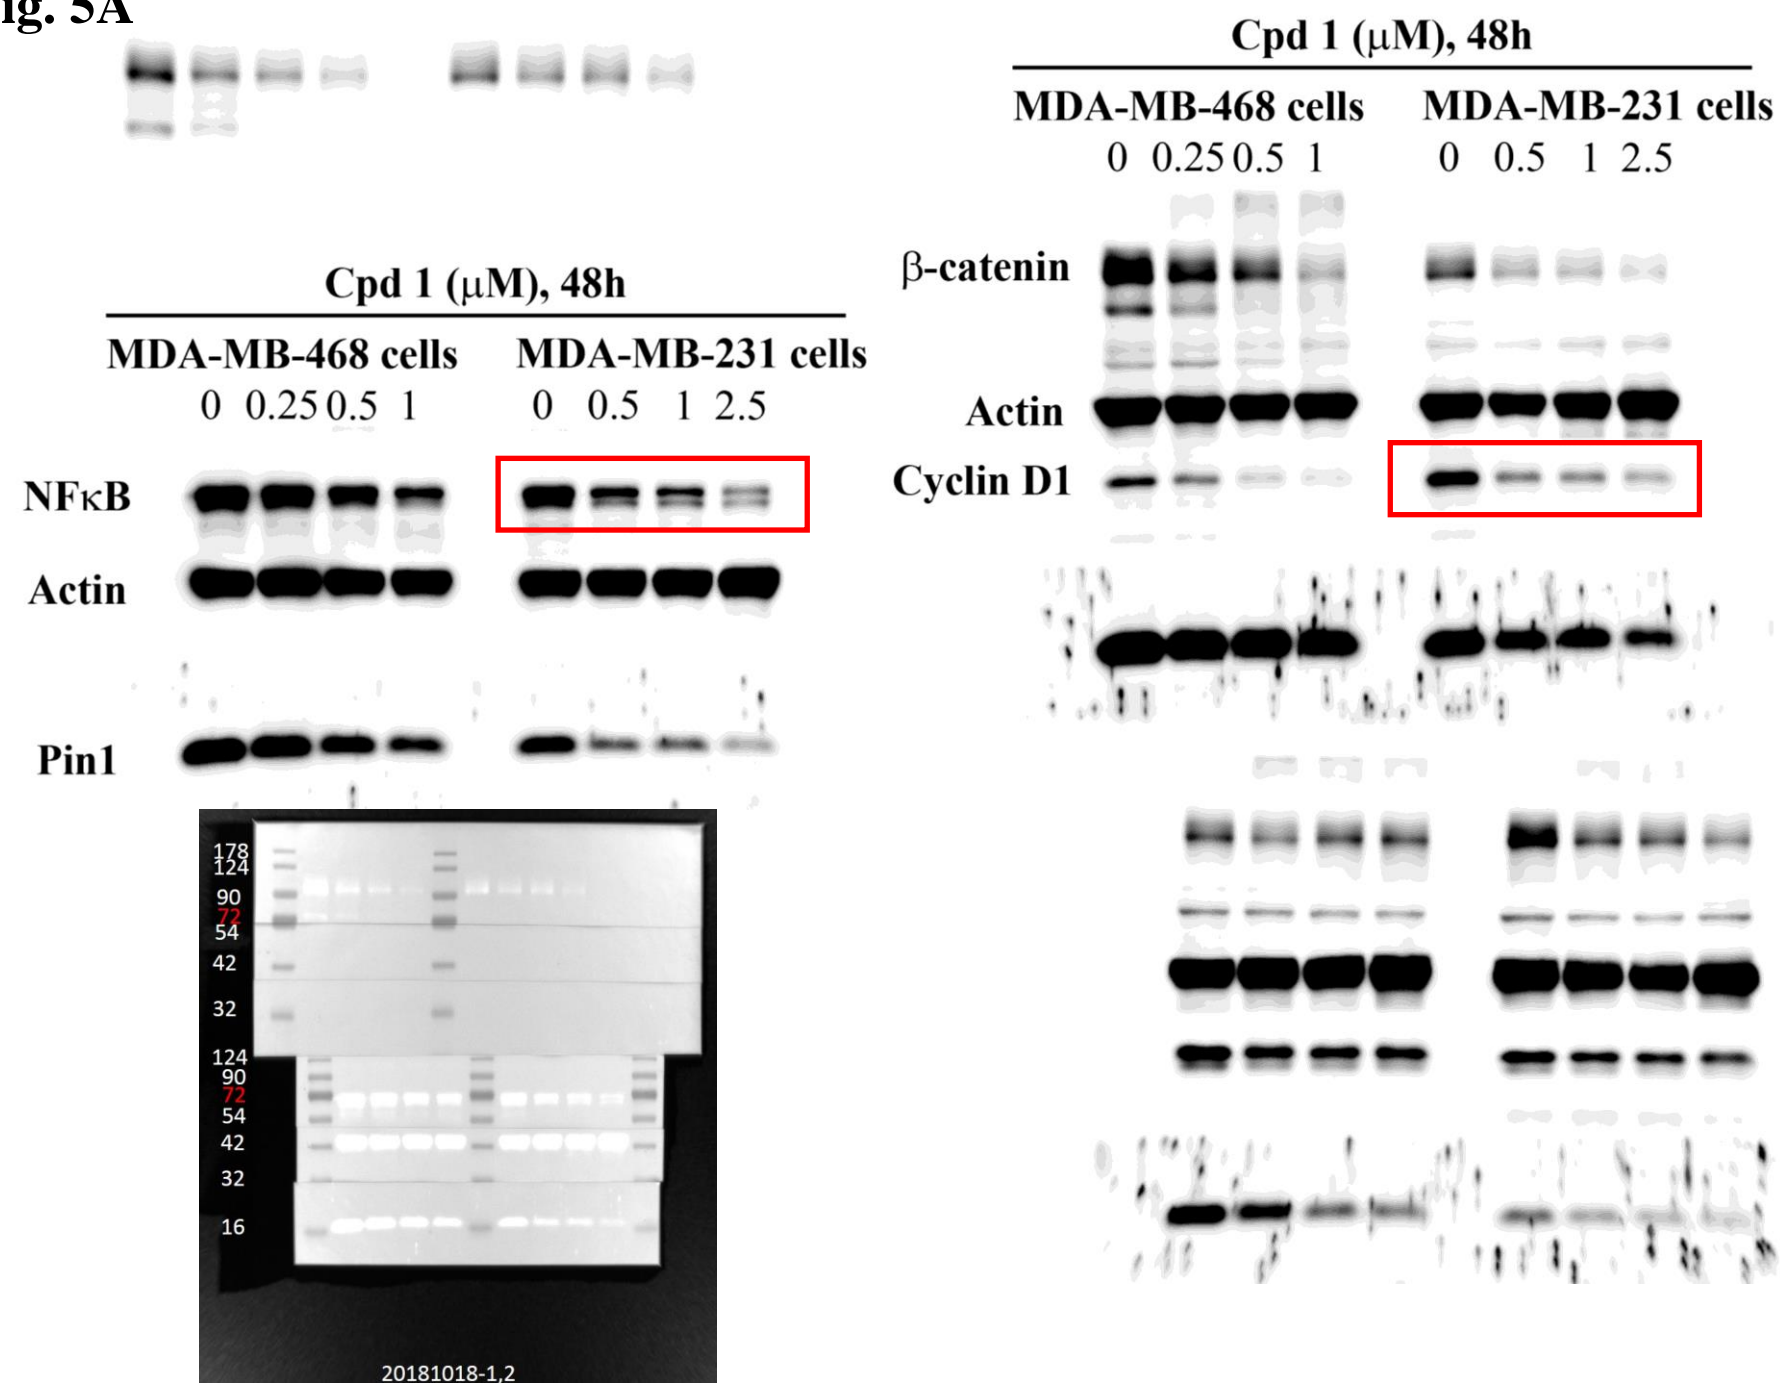 ig. 5A
Cpd 1 (μM), 48h
MDA-MB-468 cells MDA-MB-231 cells
0 0.25 0.5 1 0 0.5 1 2.5
NFκB
Actin
Pin1
178
124
90
72
54
42
32
124
90
72
54
42
32
16
20181018-1,2
Cpd 1 (μM), 48h
MDA-MB-468 cells MDA-MB-231 cells
0 0.25 0.5 1 0 0.5 1 2.5
β-catenin
Actin
Cyclin D1